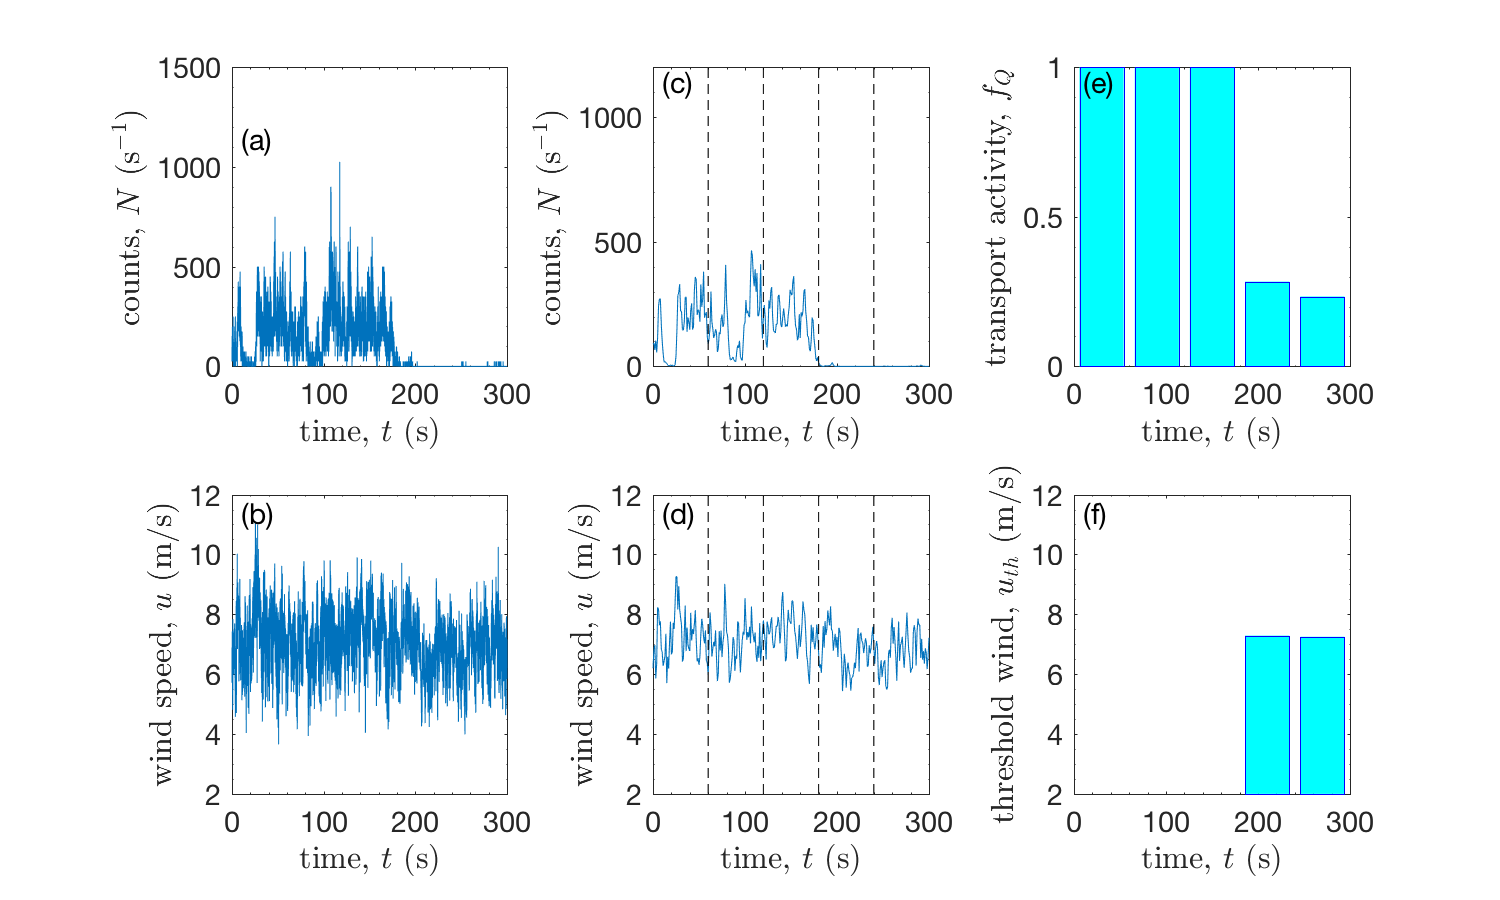 1500
1000
500
0
counts, N (s⁻¹)
(a)
0 100 200 300
time, t (s)
1000
500
0
counts, N (s⁻¹)
(c)
0 100 200 300
time, t (s)
1
0.5
0
transport activity, f_Q
(e)
0 100 200 300
time, t (s)
12
10
8
6
4
2
wind speed, u (m/s)
(b)
0 100 200 300
time, t (s)
12
10
8
6
4
2
wind speed, u (m/s)
(d)
0 100 200 300
time, t (s)
12
10
8
6
4
2
threshold wind, u_th (m/s)
(f)
0 100 200 300
time, t (s)